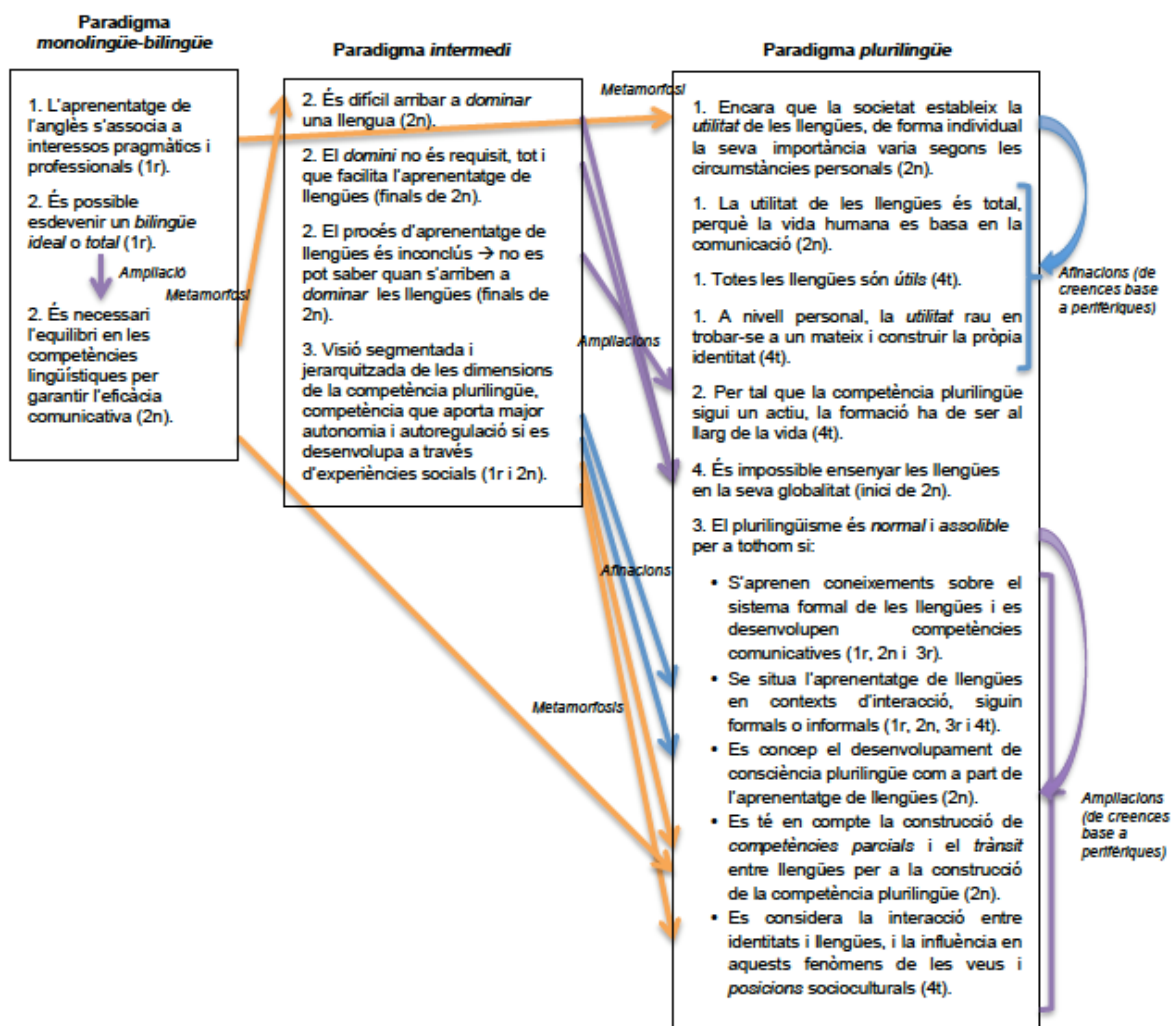 Paradigma
monolingüe-bilingüe
1. L'aprenentatge de
l'anglès s'associa a
interessos pragmàtics i
professionals (1r).
2. És possible
esdevenir un bilingüe
ideal o total (1r).
Ampliació
Metamorfosi
2. És necessari
l'equilibri en les
competències
lingüístiques per
garantir l'eficàcia
comunicativa (2n).
Paradigma intermedi
2. És difícil arribar a dominar
una llengua (2n).
2. El domini no és requisit, tot i
que facilita l'aprenentatge de
llengües (finals de 2n).
2. El procés d'aprenentatge de
llengües és inconclús → no es
pot saber quan s'arriben a
dominar les llengües (finals de
2n).
3. Visió segmentada i
jerarquitzada de les dimensions
de la competència plurilingüe,
competència que aporta major
autonomia i autoregulació si es
desenvolupa a través
d'experiències socials (1r i 2n).
Metamorfosi
Ampliacions
Afinacions
Metamorfosis
Paradigma plurilingüe
1. Encara que la societat estableix la
utilitat de les llengües, de forma individual
la seva importància varia segons les
circumstàncies personals (2n).
1. La utilitat de les llengües és total,
perquè la vida humana es basa en la
comunicació (2n).
1. Totes les llengües són útils (4t).
1. A nivell personal, la utilitat rau en
trobar-se a un mateix i construir la pròpia
identitat (4t).
2. Per tal que la competència plurilingüe
sigui un actiu, la formació ha de ser al
llarg de la vida (4t).
4. És impossible ensenyar les llengües
en la seva globalitat (inici de 2n).
3. El plurilingüisme és normal i assolible
per a tothom si:
• S'aprenen coneixements sobre el
sistema formal de les llengües i es
desenvolupen competències
comunicatives (1r, 2n i 3r).
• Se situa l'aprenentatge de llengües
en contexts d'interacció, siguin
formals o informals (1r, 2n, 3r i 4t).
• Es concep el desenvolupament de
consciència plurilingüe com a part de
l'aprenentatge de llengües (2n).
• Es té en compte la construcció de
competències parcials i el trànsit
entre llengües per a la construcció
de la competència plurilingüe (2n).
• Es considera la interacció entre
identitats i llengües, i la influència en
aquests fenòmens de les veus i
posicions socioculturals (4t).
Afinacions (de
creences base
a perifèriques)
Ampliacions
(de creences
base a
perifèriques)